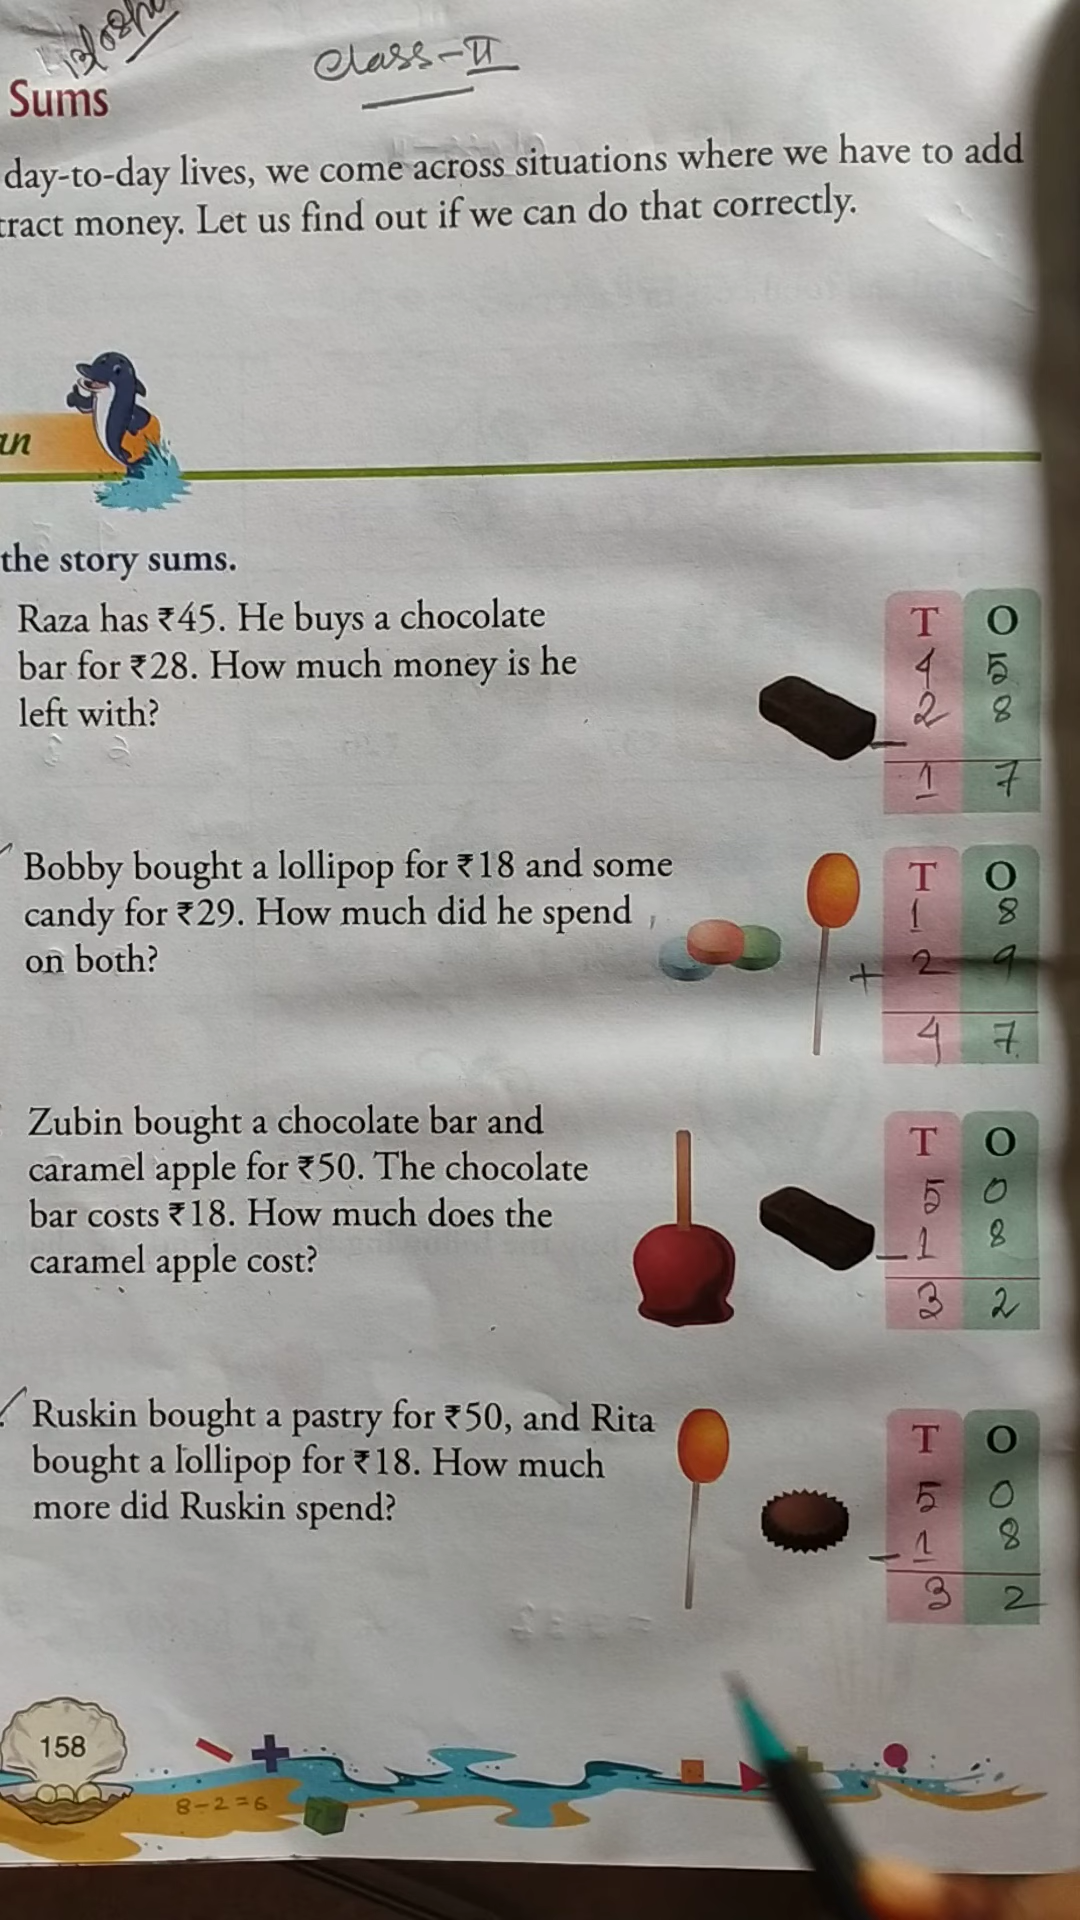 Class-II
Sums
day-to-day lives, we come across situations where we have to add
tract money. Let us find out if we can do that correctly.
an
the story sums.
Raza has ₹45. He buys a chocolate
bar for ₹28. How much money is he
left with?
T O
4 5
2 8
-
1 7
Bobby bought a lollipop for ₹18 and some
candy for ₹29. How much did he spend
on both?
T O
1 8
+ 2 9
4 7
Zubin bought a chocolate bar and
caramel apple for ₹50. The chocolate
bar costs ₹18. How much does the
caramel apple cost?
T O
5 0
- 1 8
3 2
Ruskin bought a pastry for ₹50, and Rita
bought a lollipop for ₹18. How much
more did Ruskin spend?
T O
5 0
- 1 8
3 2
158
8-2=6